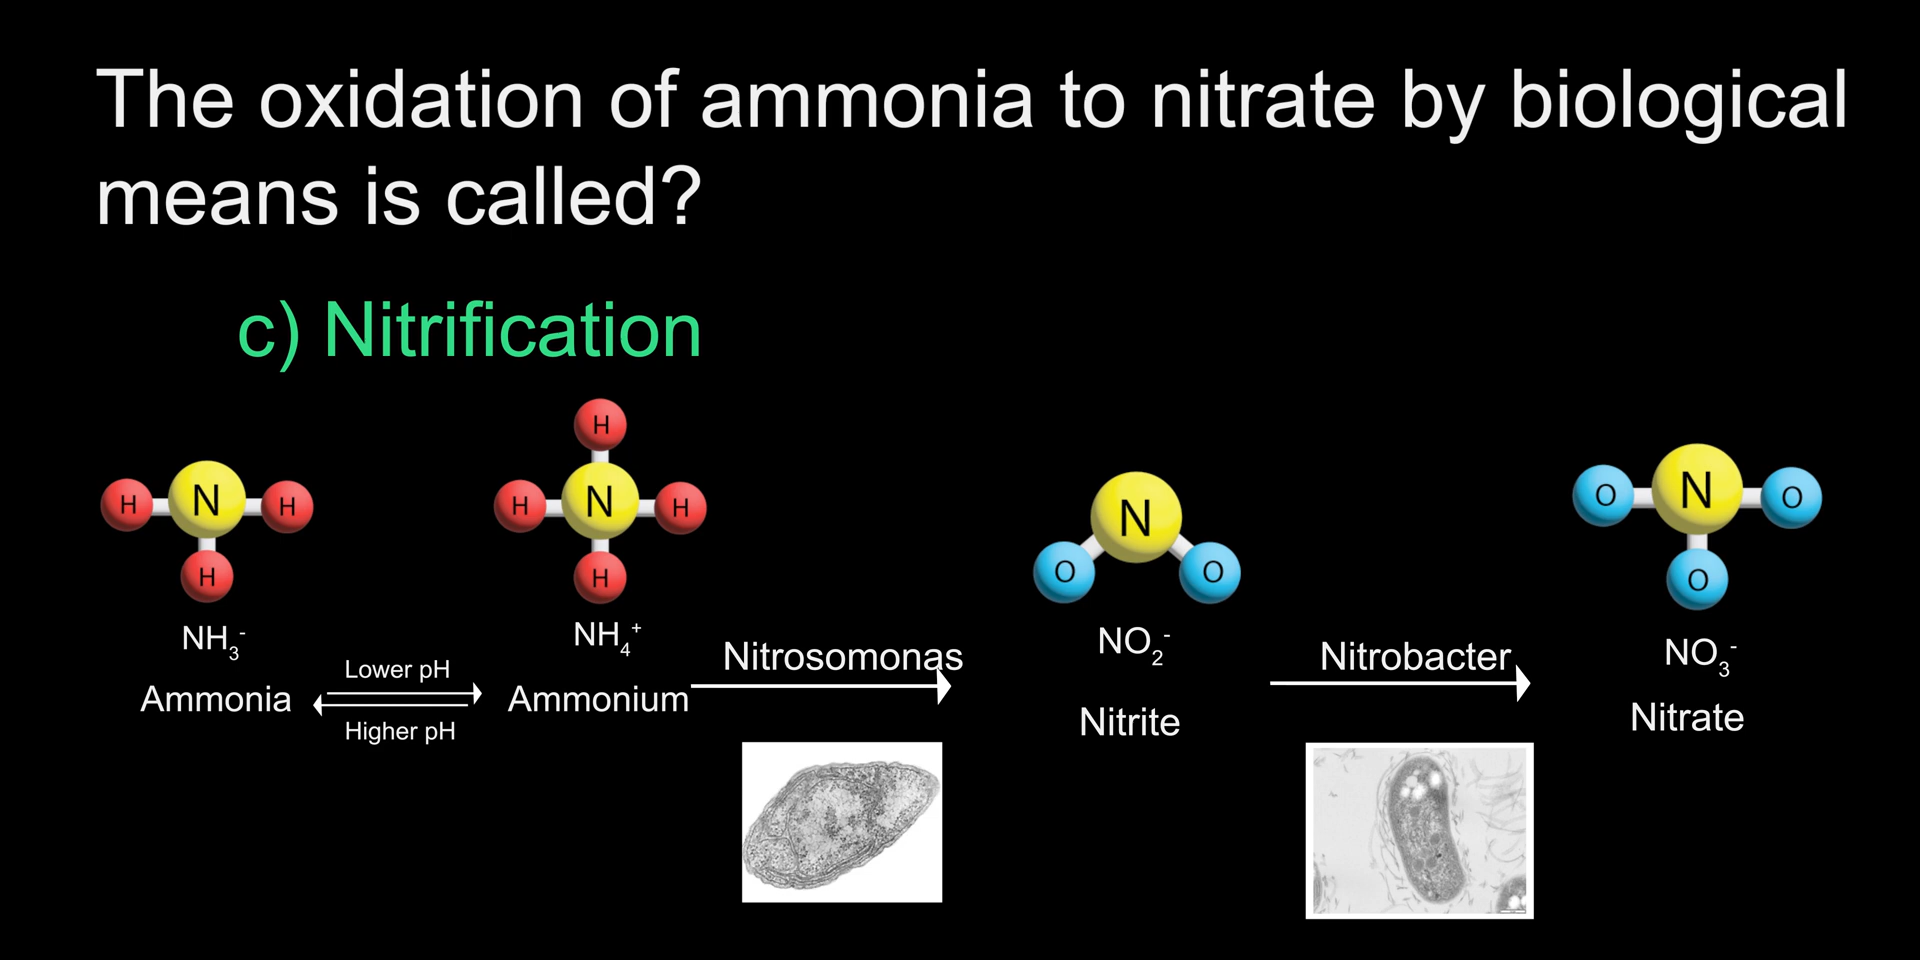 The oxidation of ammonia to nitrate by biological
means is called?
c) Nitrification
H
H N H
H
H N H
H
N
O O
O N O
O
NH₃⁻
NH₄⁺
NO₂⁻
NO₃⁻
Lower pH
Higher pH
Nitrosomonas
Nitrobacter
Ammonia
Ammonium
Nitrite
Nitrate